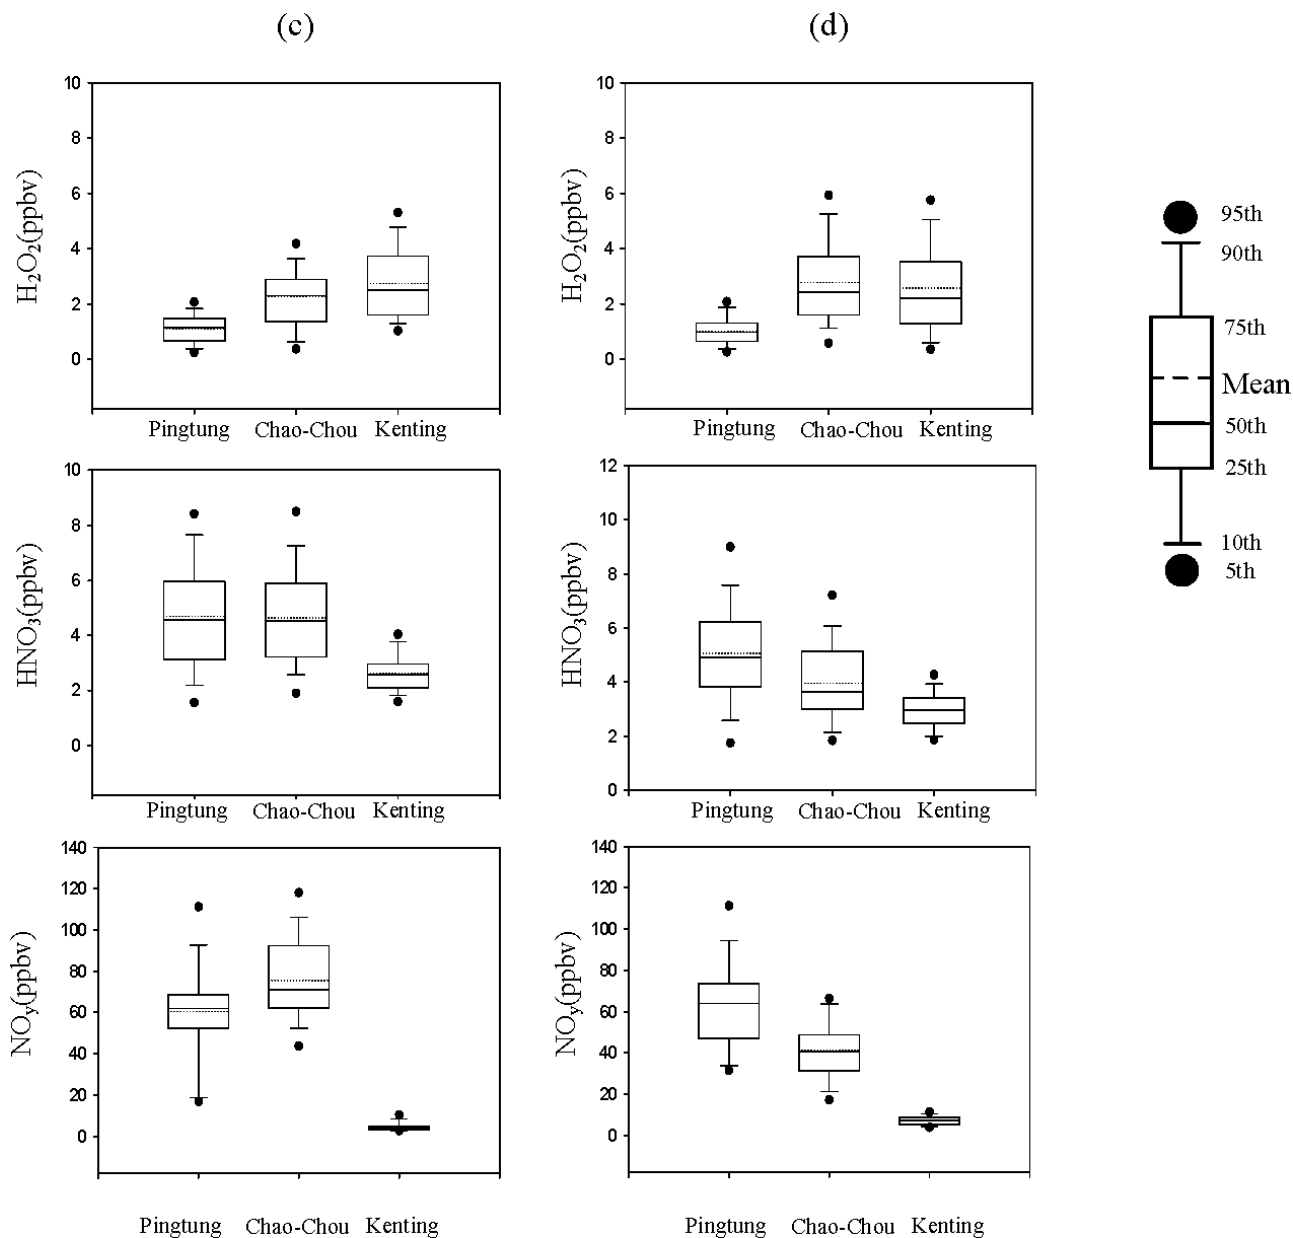 (c)
(d)
H₂O₂(ppbv)
10
8
6
4
2
0
Pingtung Chao-Chou Kenting
H₂O₂(ppbv)
10
8
6
4
2
0
Pingtung Chao-Chou Kenting
95th
90th
75th
Mean
50th
25th
10th
5th
HNO₃(ppbv)
10
8
6
4
2
0
Pingtung Chao-Chou Kenting
HNO₃(ppbv)
12
10
8
6
4
2
0
Pingtung Chao-Chou Kenting
NOy(ppbv)
140
120
100
80
60
40
20
0
Pingtung Chao-Chou Kenting
NOy(ppbv)
140
120
100
80
60
40
20
0
Pingtung Chao-Chou Kenting